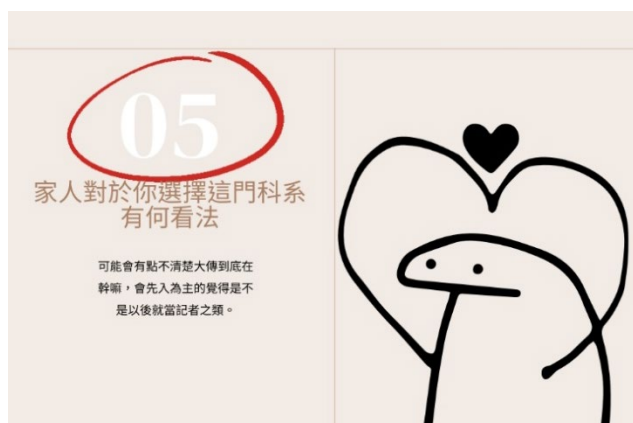 05
家人對於你選擇這門科系
有何看法
可能會有點不清楚大傳到底在
幹嘛，會先入為主的覺得是不
是以後就當記者之類。